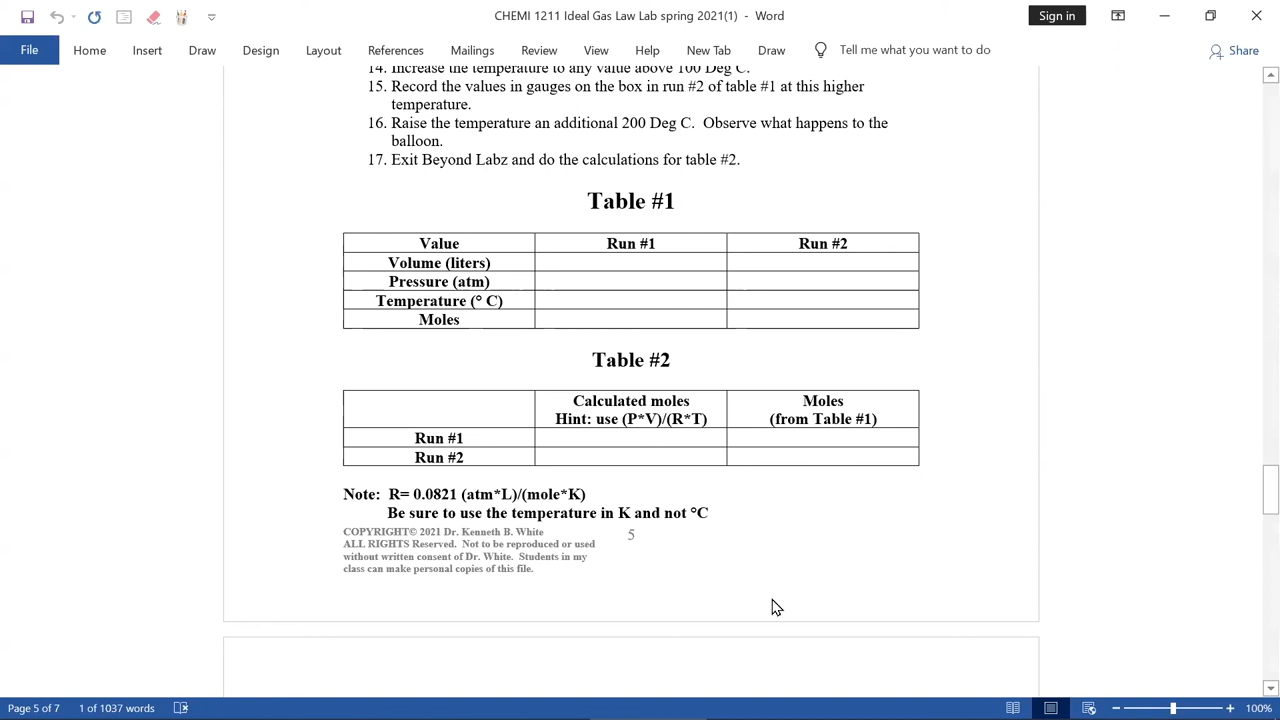 CHEMI 1211 Ideal Gas Law Lab spring 2021(1) - Word
Sign in
File Home Insert Draw Design Layout References Mailings Review View Help New Tab Draw Tell me what you want to do Share
14. Increase the temperature to any value above 100 Deg C.
15. Record the values in gauges on the box in run #2 of table #1 at this higher
temperature.
16. Raise the temperature an additional 200 Deg C. Observe what happens to the
balloon.
17. Exit Beyond Labz and do the calculations for table #2.
Table #1
Value Run #1 Run #2
Volume (liters)
Pressure (atm)
Temperature (° C)
Moles
Table #2
Calculated moles Moles
Hint: use (P*V)/(R*T) (from Table #1)
Run #1
Run #2
Note: R= 0.0821 (atm*L)/(mole*K)
Be sure to use the temperature in K and not °C
COPYRIGHT© 2021 Dr. Kenneth B. White 5
ALL RIGHTS Reserved. Not to be reproduced or used
without written consent of Dr. White. Students in my
class can make personal copies of this file.
Page 5 of 7 1 of 1037 words 100%